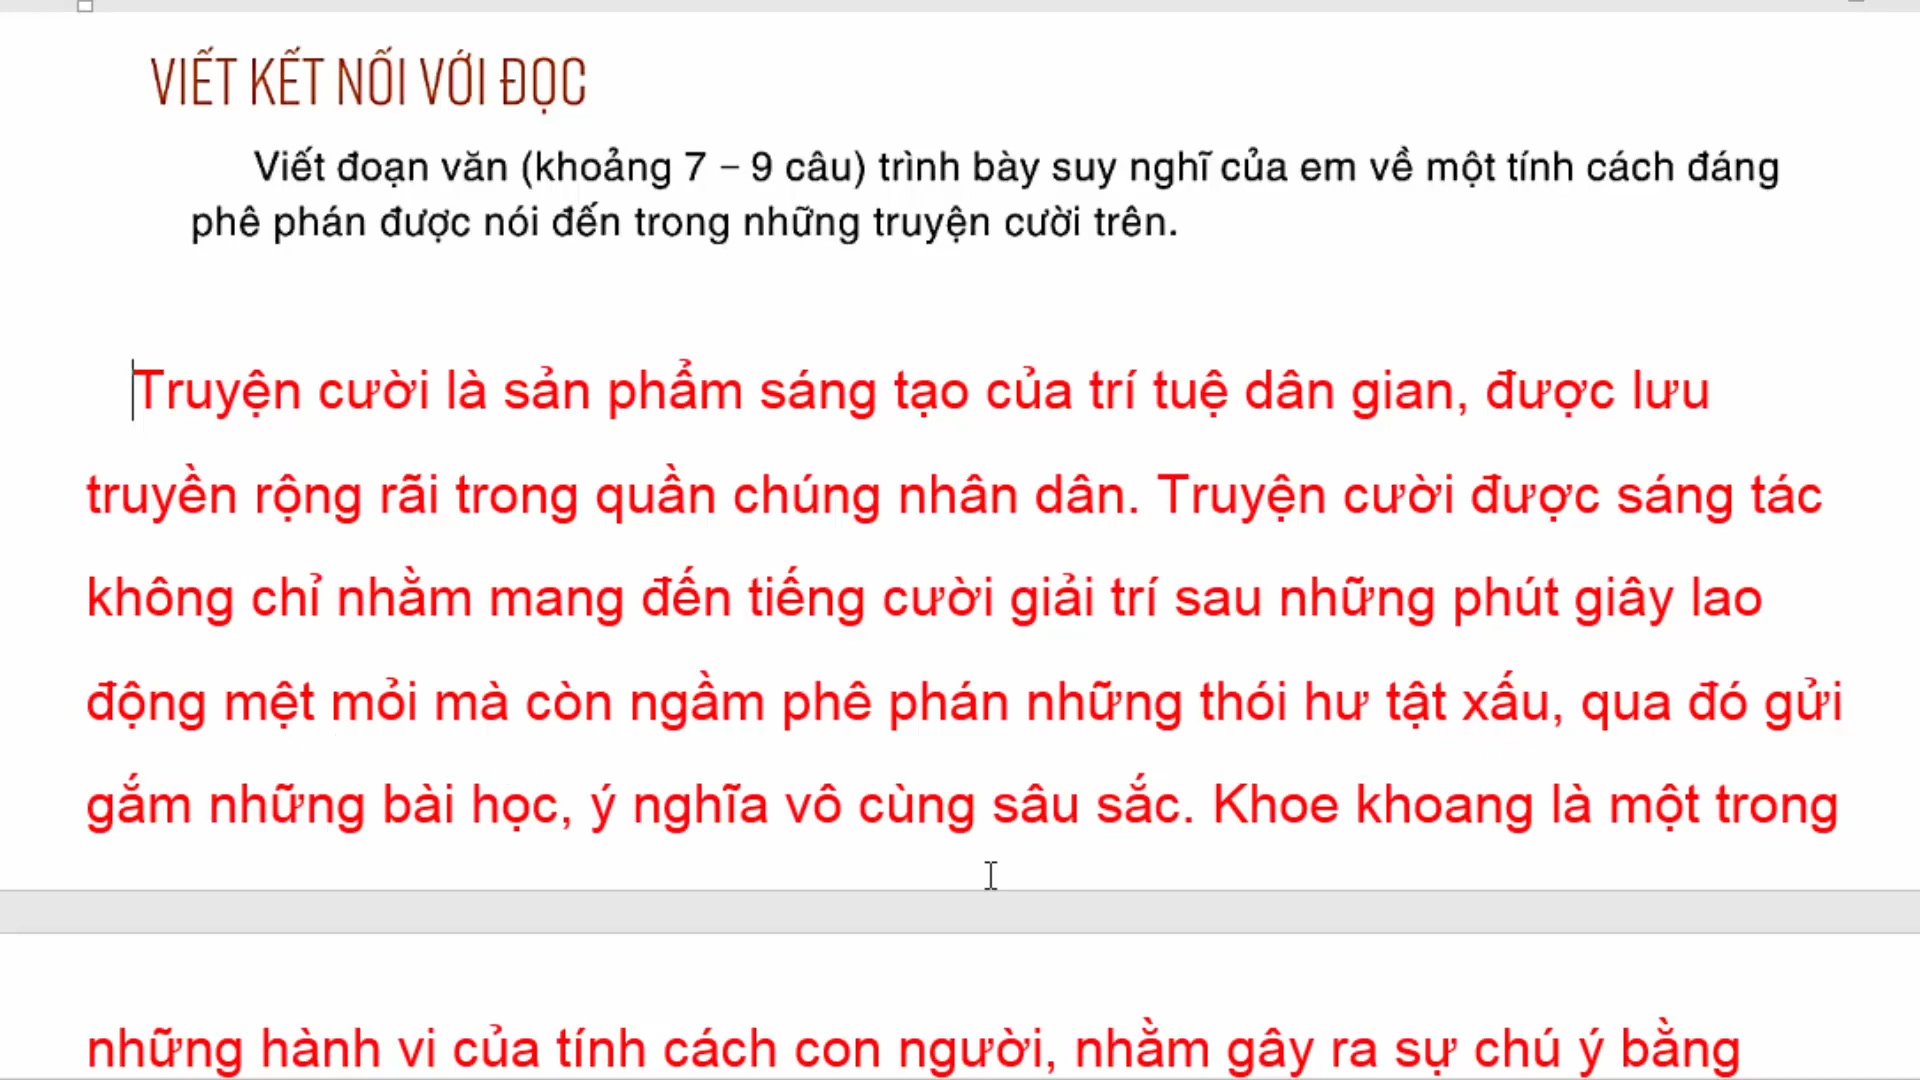 VIẾT KẾT NỐI VỚI ĐỌC
Viết đoạn văn (khoảng 7 – 9 câu) trình bày suy nghĩ của em về một tính cách đáng
phê phán được nói đến trong những truyện cười trên.
Truyện cười là sản phẩm sáng tạo của trí tuệ dân gian, được lưu
truyền rộng rãi trong quần chúng nhân dân. Truyện cười được sáng tác
không chỉ nhằm mang đến tiếng cười giải trí sau những phút giây lao
động mệt mỏi mà còn ngầm phê phán những thói hư tật xấu, qua đó gửi
gắm những bài học, ý nghĩa vô cùng sâu sắc. Khoe khoang là một trong
những hành vi của tính cách con người, nhằm gây ra sự chú ý bằng